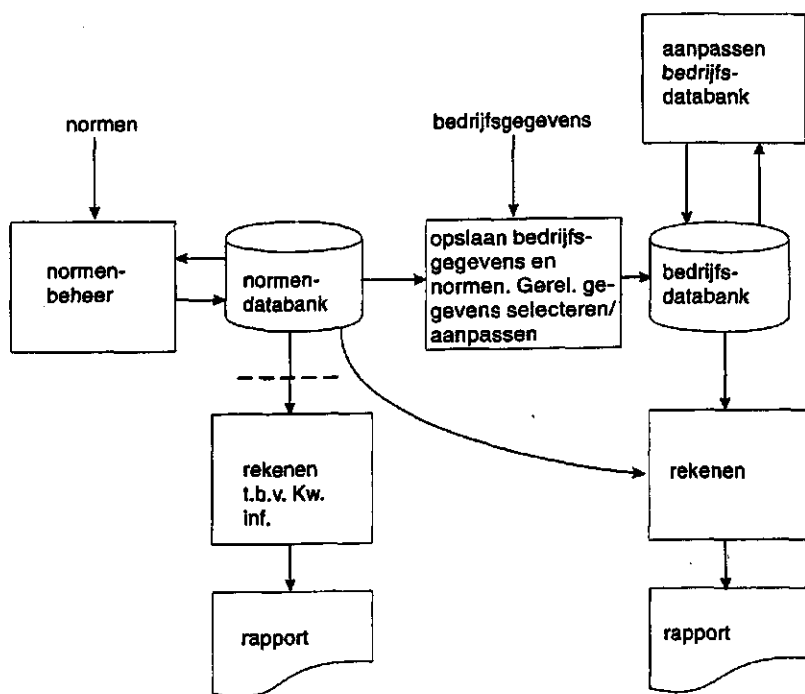 aanpassen
bedrijfs-
databank
normen
bedrijfsgegevens
normen-
beheer
normen-
databank
opslaan bedrijfs-
gegevens en
normen. Gerel. ge-
gevens selecteren/
aanpassen
bedrijfs-
databank
rekenen
t.b.v. Kw.
inf.
rekenen
rapport
rapport